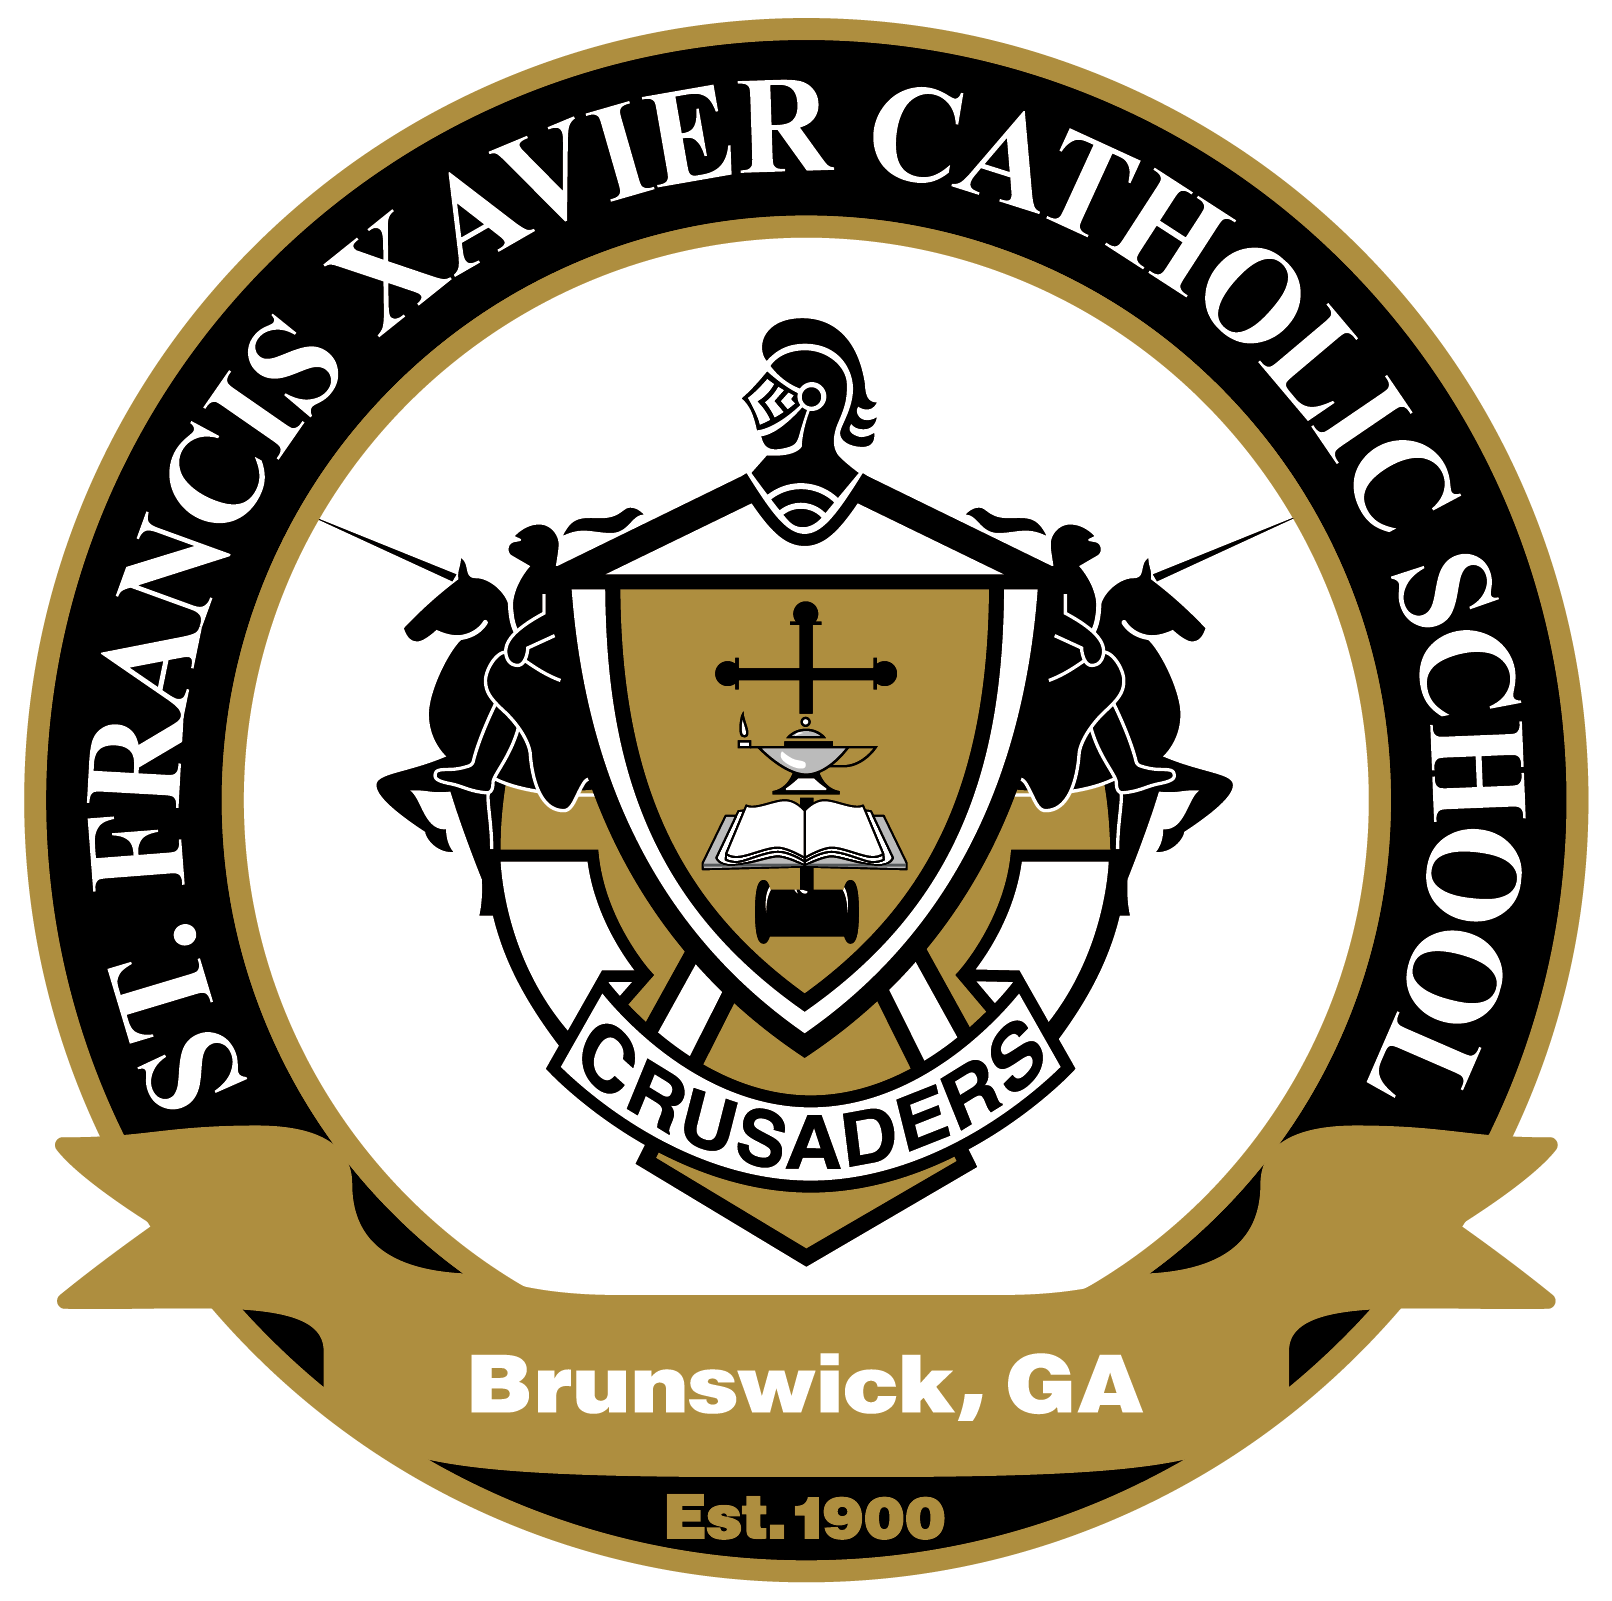 ST. FRANCIS XAVIER CATHOLIC SCHOOL
CRUSADERS
Brunswick, GA
Est. 1900